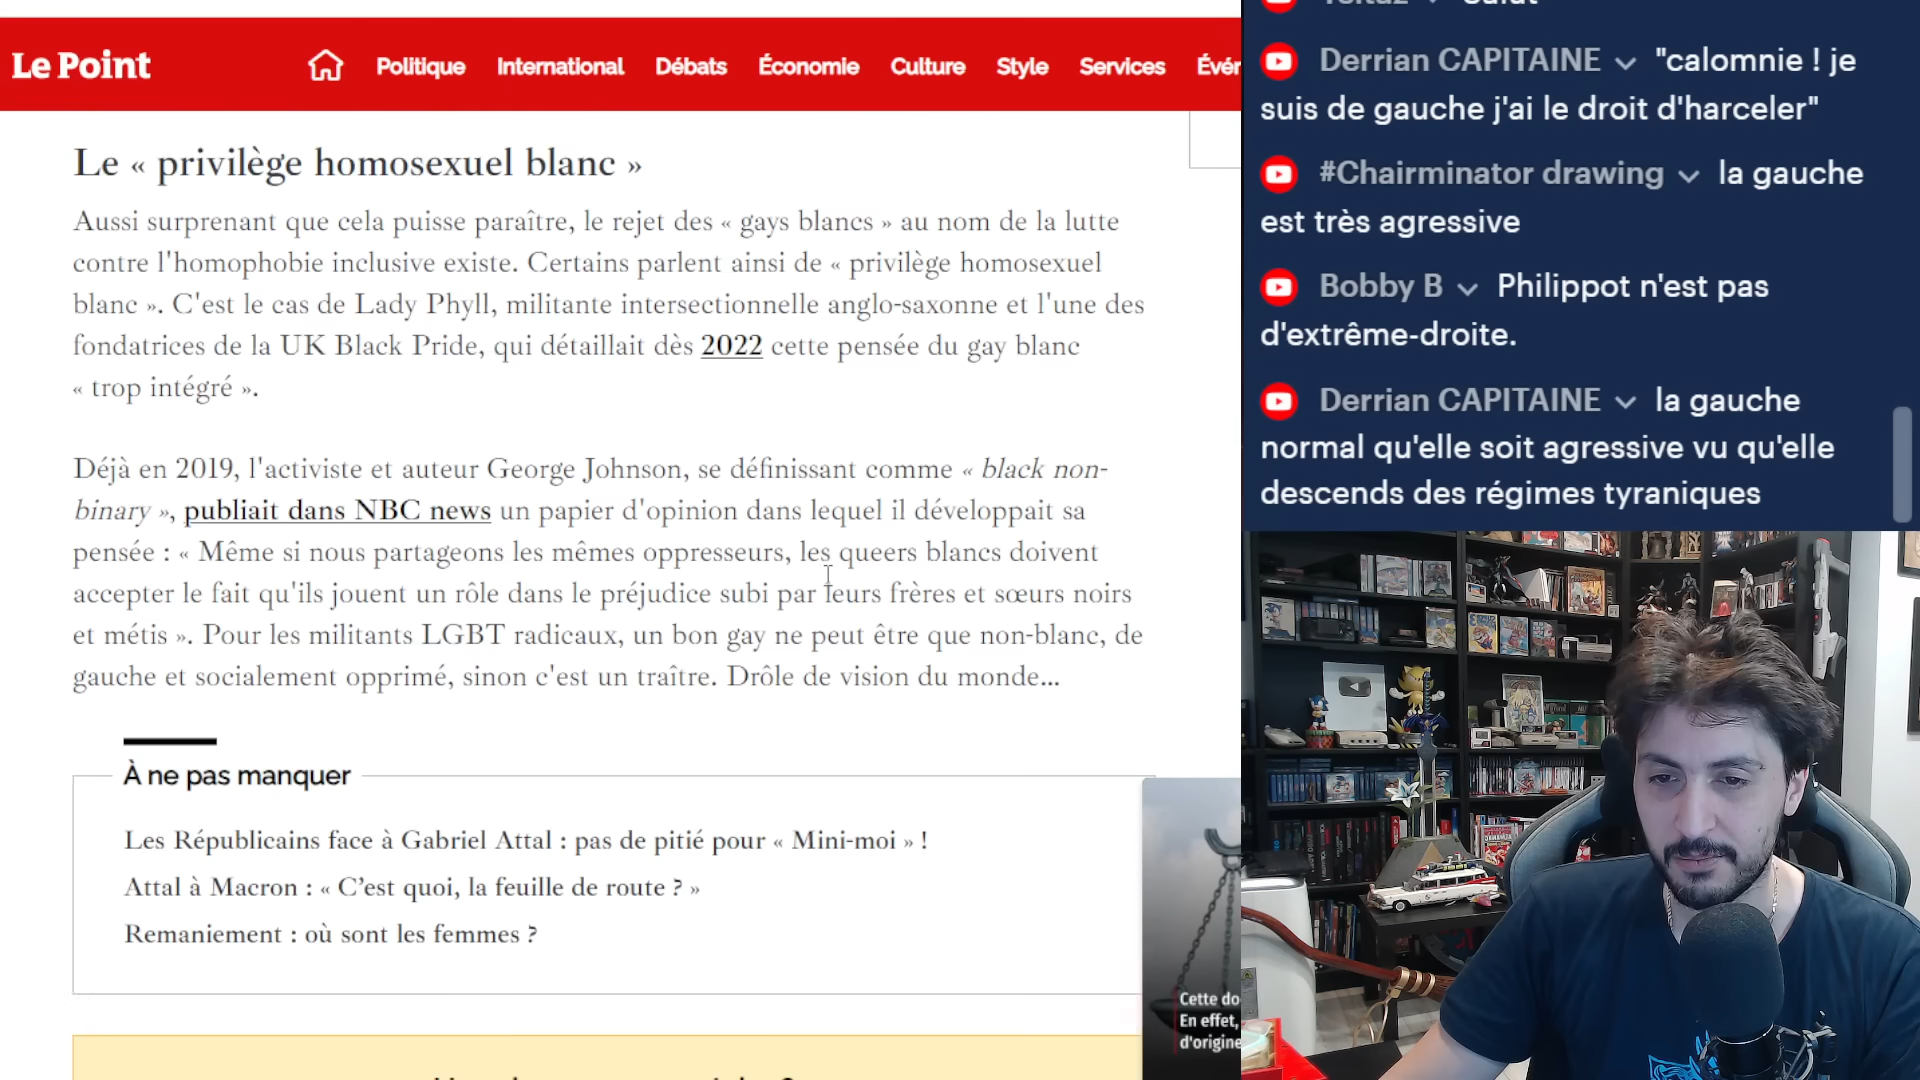 Le Point
Politique International Débats Économie Culture Style Services
Le « privilège homosexuel blanc »
Aussi surprenant que cela puisse paraître, le rejet des « gays blancs » au nom de la lutte
contre l'homophobie inclusive existe. Certains parlent ainsi de « privilège homosexuel
blanc ». C'est le cas de Lady Phyll, militante intersectionnelle anglo-saxonne et l'une des
fondatrices de la UK Black Pride, qui détaillait dès 2022 cette pensée du gay blanc
« trop intégré ».
Déjà en 2019, l'activiste et auteur George Johnson, se définissant comme « black non-
binary », publiait dans NBC news un papier d'opinion dans lequel il développait sa
pensée : « Même si nous partageons les mêmes oppresseurs, les queers blancs doivent
accepter le fait qu'ils jouent un rôle dans le préjudice subi par leurs frères et sœurs noirs
et métis ». Pour les militants LGBT radicaux, un bon gay ne peut être que non-blanc, de
gauche et socialement opprimé, sinon c'est un traître. Drôle de vision du monde...
À ne pas manquer
Les Républicains face à Gabriel Attal : pas de pitié pour « Mini-moi » !
Attal à Macron : « C’est quoi, la feuille de route ? »
Remaniement : où sont les femmes ?
Cette do
En effet,
d'origine
Derrian CAPITAINE "calomnie ! je
suis de gauche j'ai le droit d'harceler"
#Chairminator drawing la gauche
est très agressive
Bobby B Philippot n'est pas
d'extrême-droite.
Derrian CAPITAINE la gauche
normal qu'elle soit agressive vu qu'elle
descends des régimes tyraniques